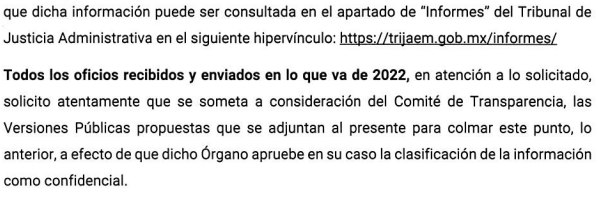 que dicha información puede ser consultada en el apartado de “Informes” del Tribunal de
Justicia Administrativa en el siguiente hipervínculo: https://trijaem.gob.mx/informes/
Todos los oficios recibidos y enviados en lo que va de 2022, en atención a lo solicitado,
solicito atentamente que se someta a consideración del Comité de Transparencia, las
Versiones Públicas propuestas que se adjuntan al presente para colmar este punto, lo
anterior, a efecto de que dicho Órgano apruebe en su caso la clasificación de la información
como confidencial.